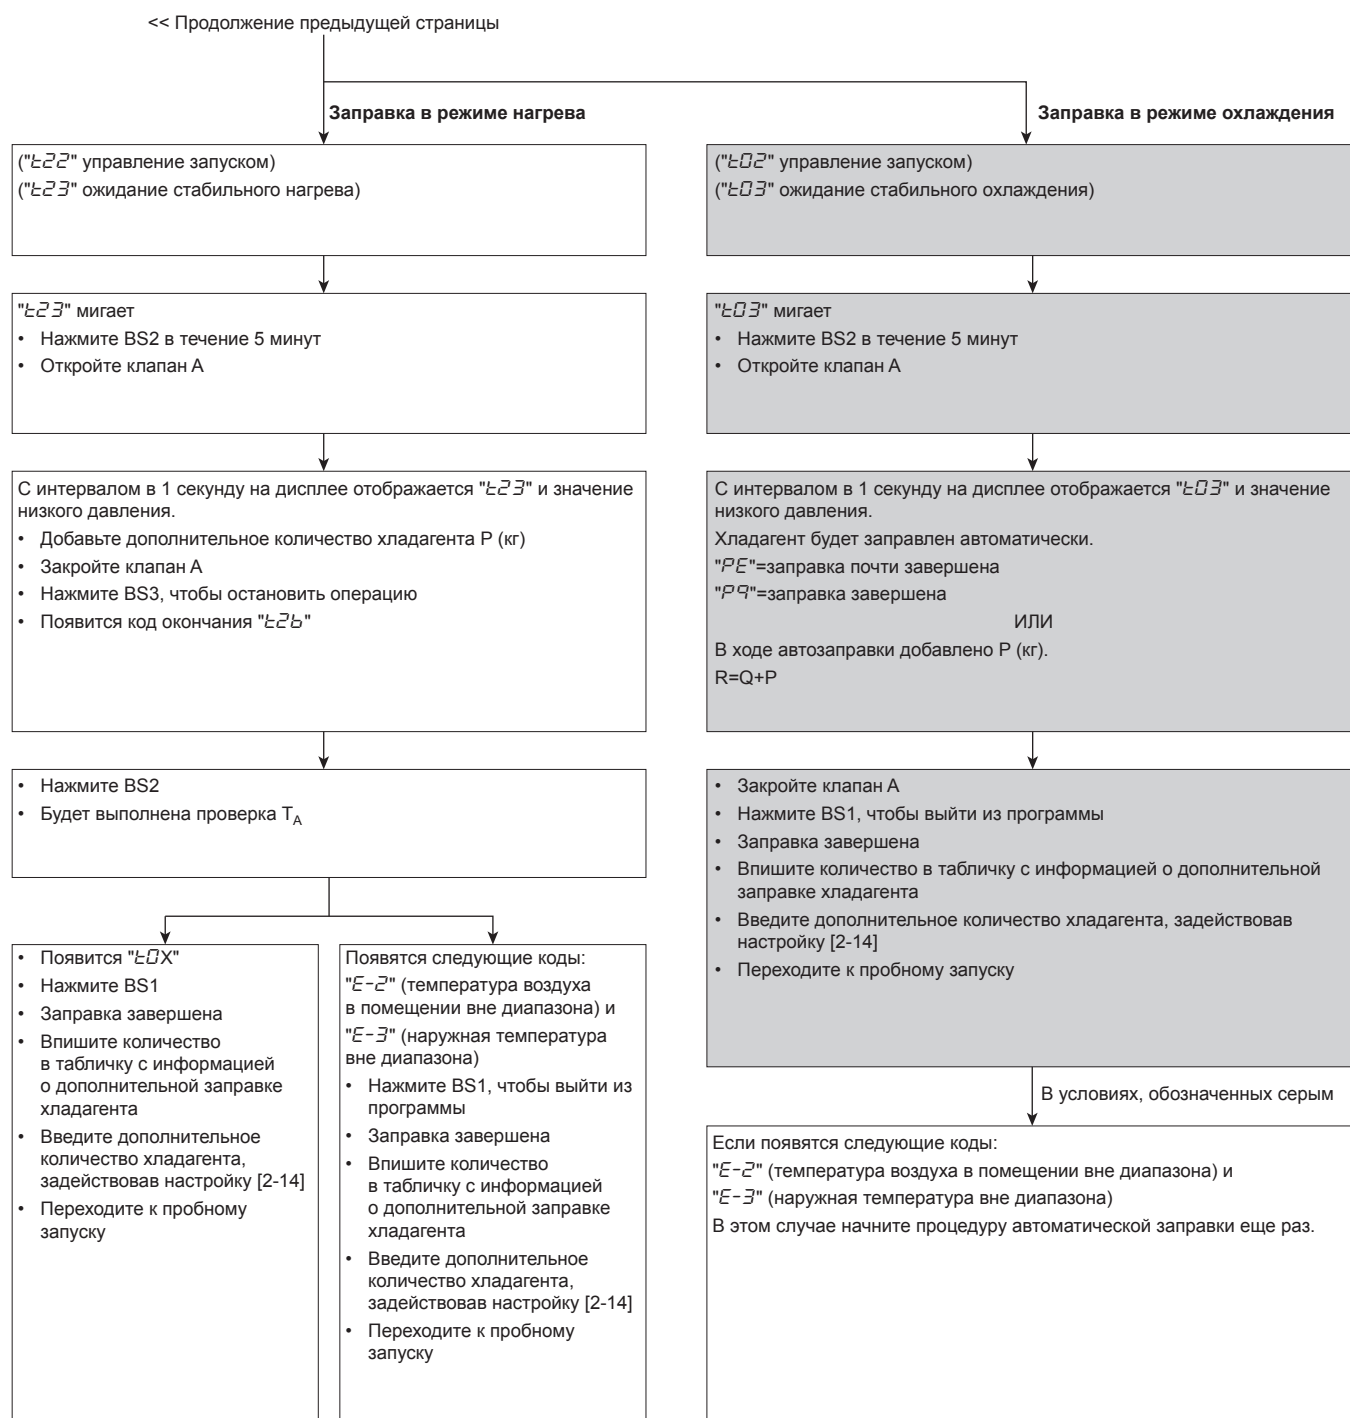 << Продолжение предыдущей страницы
Заправка в режиме нагрева
("t22" управление запуском)
("t23" ожидание стабильного нагрева)
"t23" мигает
• Нажмите BS2 в течение 5 минут
• Откройте клапан A
С интервалом в 1 секунду на дисплее отображается "t23" и значение
низкого давления.
• Добавьте дополнительное количество хладагента P (кг)
• Закройте клапан A
• Нажмите BS3, чтобы остановить операцию
• Появится код окончания "t2b"
• Нажмите BS2
• Будет выполнена проверка TA
• Появится "t0X"
• Нажмите BS1
• Заправка завершена
• Впишите количество
в табличку с информацией
о дополнительной заправке
хладагента
• Введите дополнительное
количество хладагента,
задействовав настройку [2-14]
• Переходите к пробному
запуску
Появятся следующие коды:
"E-2" (температура воздуха
в помещении вне диапазона) и
"E-3" (наружная температура
вне диапазона)
• Нажмите BS1, чтобы выйти из
программы
• Заправка завершена
• Впишите количество
в табличку с информацией
о дополнительной заправке
хладагента
• Введите дополнительное
количество хладагента,
задействовав настройку [2-14]
• Переходите к пробному
запуску
Заправка в режиме охлаждения
("t02" управление запуском)
("t03" ожидание стабильного охлаждения)
"t03" мигает
• Нажмите BS2 в течение 5 минут
• Откройте клапан A
С интервалом в 1 секунду на дисплее отображается "t03" и значение
низкого давления.
Хладагент будет заправлен автоматически.
"PE"=заправка почти завершена
"P9"=заправка завершена
ИЛИ
В ходе автозаправки добавлено P (кг).
R=Q+P
• Закройте клапан A
• Нажмите BS1, чтобы выйти из программы
• Заправка завершена
• Впишите количество в табличку с информацией о дополнительной
заправке хладагента
• Введите дополнительное количество хладагента, задействовав
настройку [2-14]
• Переходите к пробному запуску
В условиях, обозначенных серым
Если появятся следующие коды:
"E-2" (температура воздуха в помещении вне диапазона) и
"E-3" (наружная температура вне диапазона)
В этом случае начните процедуру автоматической заправки еще раз.